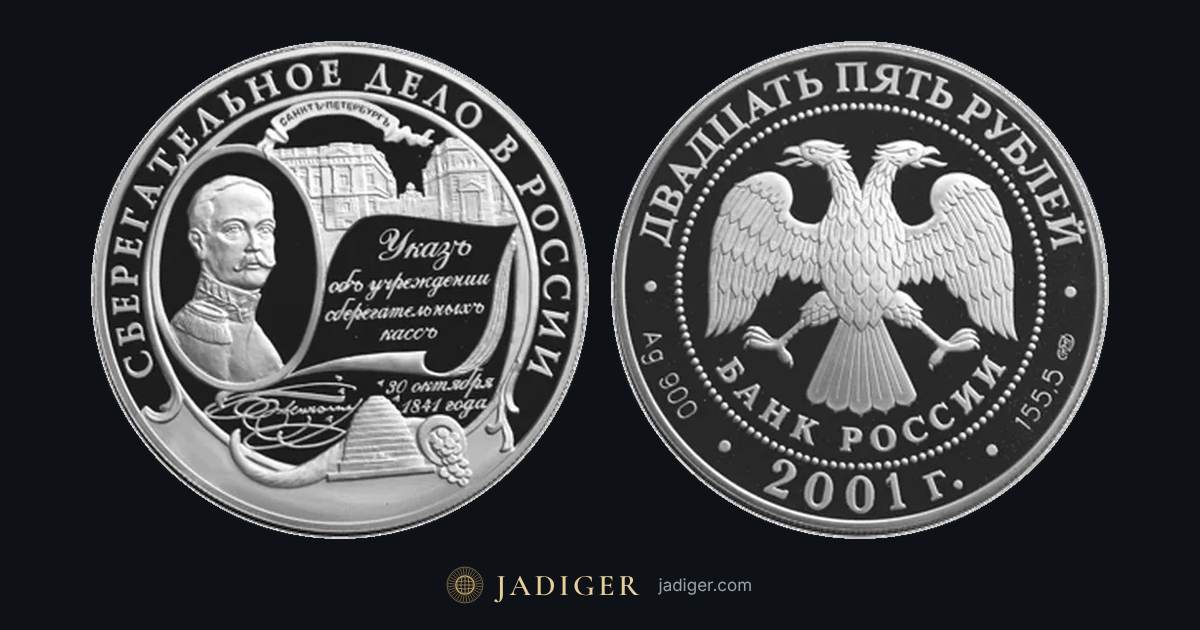 СБЕРЕГАТЕЛЬНОЕ ДЕЛО В РОССИИ
САНКТЪ-ПЕТЕРБУРГЪ
Указъ
объ учреждении
сберегательныхъ
кассъ
30 октября
1841 года
ДВАДЦАТЬ ПЯТЬ РУБЛЕЙ
Ag 900
155,5
БАНК РОССИИ
2001 г.
JADIGER
jadiger.com